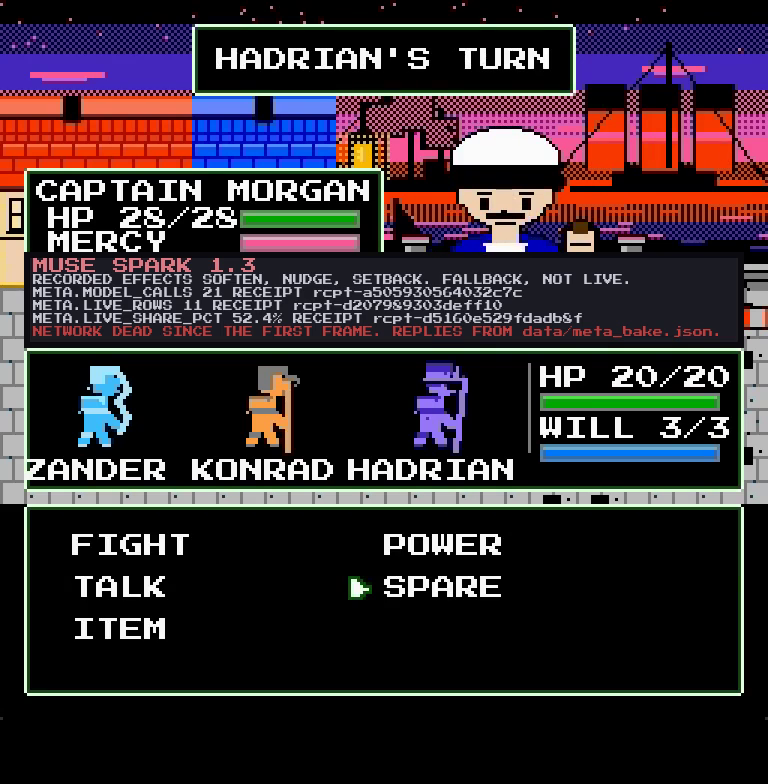 HADRIAN'S TURN
CAPTAIN MORGAN
HP 28/28
MERCY
MUSE SPARK 1.3
RECORDED EFFECTS SOFTEN, NUDGE, SETBACK. FALLBACK, NOT LIVE.
META.MODEL_CALLS 21 RECEIPT rcpt-a505930564032c7c
META.LIVE_ROWS 11 RECEIPT rcpt-d207989303deff10
META.LIVE_SHARE_PCT 52.4% RECEIPT rcpt-d5160e529fdadb8f
NETWORK DEAD SINCE THE FIRST FRAME. REPLIES FROM data/meta_bake.json.
HP 20/20
WILL 3/3
ZANDER KONRAD HADRIAN
FIGHT POWER
TALK SPARE
ITEM